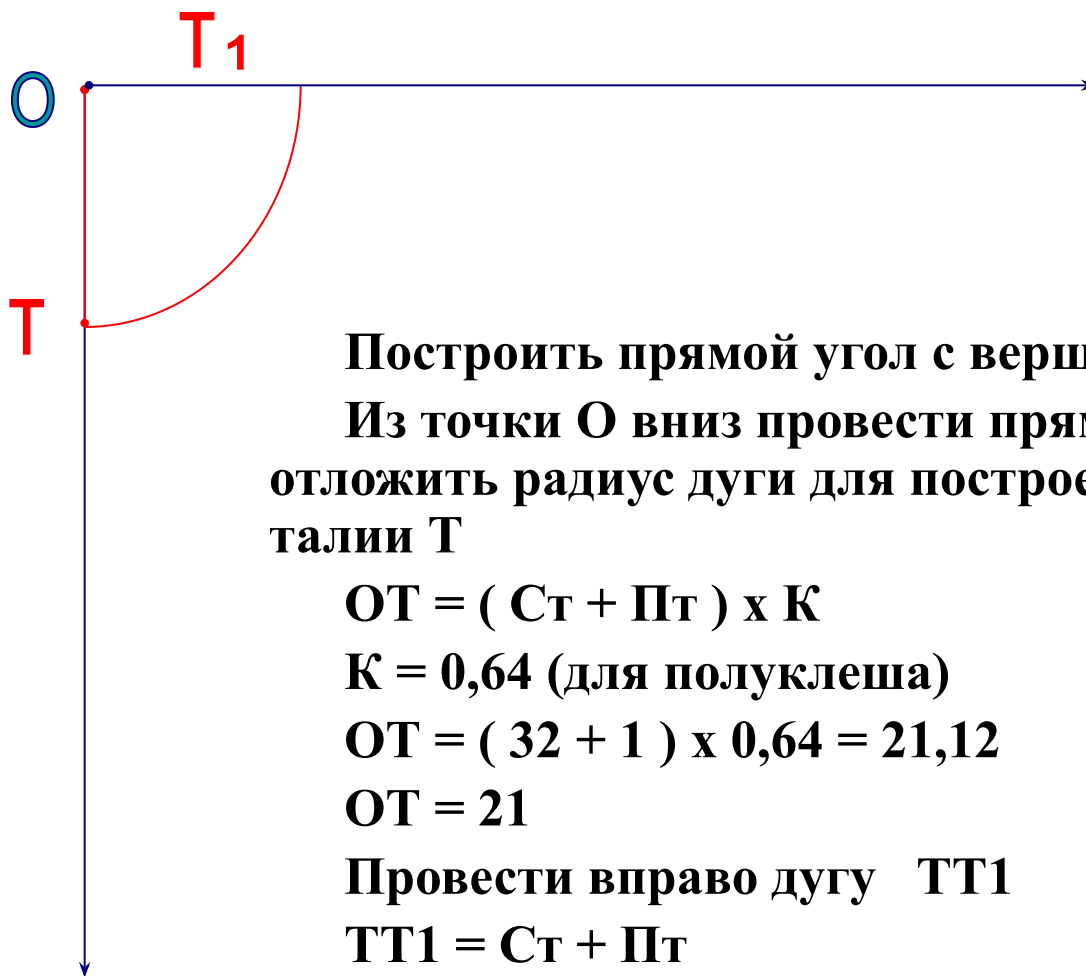 Т 1
О
Т
Построить прямой угол с верш
Из точки О вниз провести прям
отложить радиус дуги для построе
талии Т
ОТ = ( Ст + Пт ) х К
К = 0,64 (для полуклеша)
ОТ = ( 32 + 1 ) х 0,64 = 21,12
ОТ = 21
Провести вправо дугу ТТ1
ТТ1 = Ст + Пт